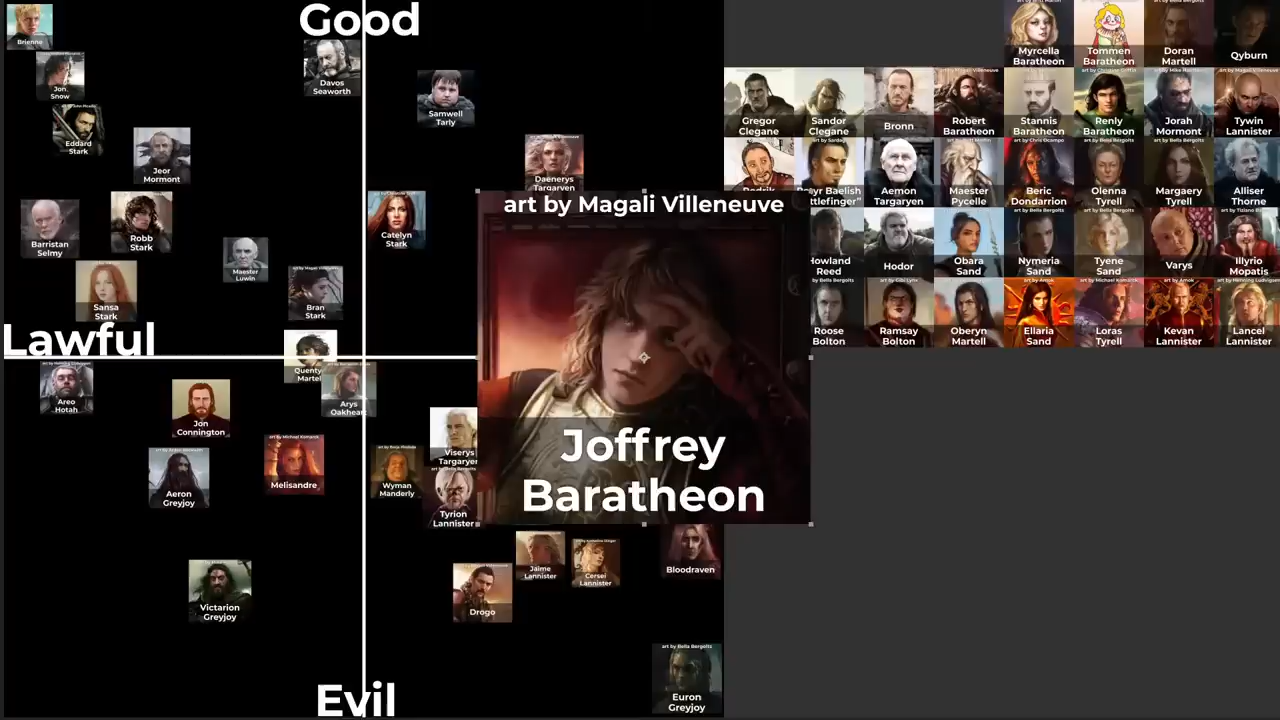 Good
Brienne
Jon
Snow
Davos
Seaworth
Samwell
Tarly
Eddard
Stark
Jeor
Mormont
Daenerys
Targaryen
Barristan
Selmy
Robb
Stark
Catelyn
Stark
Maester
Luwin
Sansa
Stark
Bran
Stark
Lawful
Areo
Hotah
Jon
Connington
Arys
Oakheart
Aeron
Greyjoy
Melisandre
Wyman
Manderly
Viserys
Tyrion
Lannister
Victarion
Greyjoy
Drogo
Jaime
Lannister
Cersei
Lannister
Bloodraven
art by Bella Bergolts
Euron
Greyjoy
Evil
art by Magali Villeneuve
Joffrey
Baratheon
Myrcella
Baratheon
Tommen
Baratheon
Doran
Martell
Qyburn
Gregor
Clegane
Sandor
Clegane
Bronn
Robert
Baratheon
Stannis
Baratheon
Renly
Baratheon
Jorah
Mormont
Tywin
Lannister
Aemon
Targaryen
Maester
Pycelle
Beric
Dondarrion
Olenna
Tyrell
Margaery
Tyrell
Alliser
Thorne
Howland
Reed
Hodor
Obara
Sand
Nymeria
Sand
Tyene
Sand
Varys
Illyrio
Mopatis
Roose
Bolton
Ramsay
Bolton
Oberyn
Martell
Ellaria
Sand
Loras
Tyrell
Kevan
Lannister
Lancel
Lannister